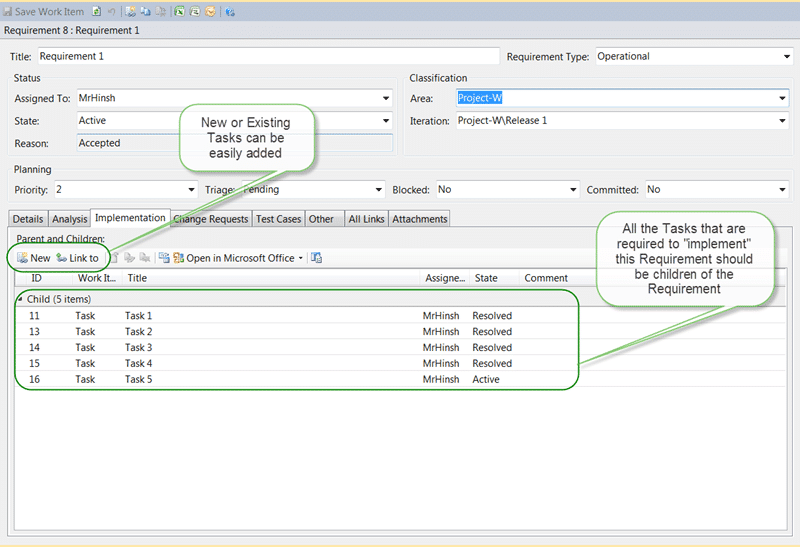 Save Work Item
Requirement 8 : Requirement 1
Title: Requirement 1 Requirement Type: Operational
Status Classification
Assigned To: MrHinsh Area: Project-W
State: Active Iteration: Project-W\Release 1
Reason: Accepted
New or Existing
Tasks can be
easily added
Planning
Priority: 2 Triage: Pending Blocked: No Committed: No
Details Analysis Implementation Change Requests Test Cases Other All Links Attachments
All the Tasks that are
required to "implement"
this Requirement should
be children of the
Requirement
Parent and Children:
New Link to Open in Microsoft Office
ID Work It... Title Assigne... State Comment
Child (5 items)
11 Task Task 1 MrHinsh Resolved
13 Task Task 2 MrHinsh Resolved
14 Task Task 3 MrHinsh Resolved
15 Task Task 4 MrHinsh Resolved
16 Task Task 5 MrHinsh Active